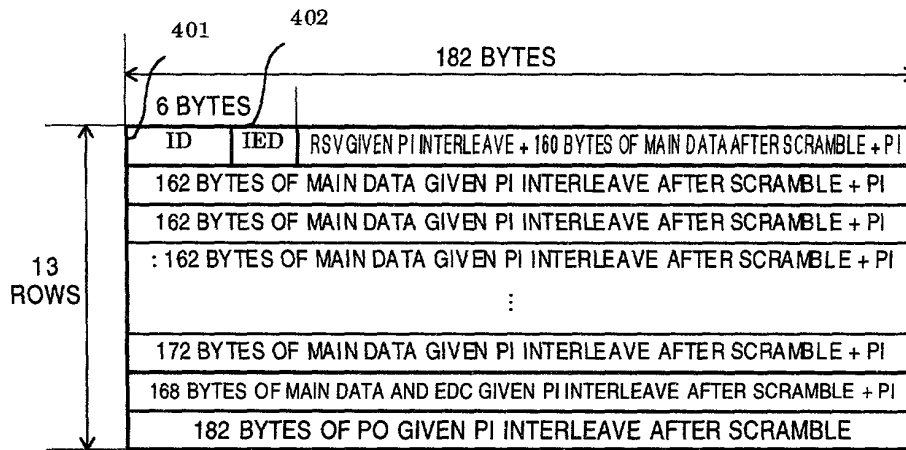 401
402
182 BYTES
6 BYTES
ID
IED
RSV GIVEN PI INTERLEAVE + 160 BYTES OF MAIN DATA AFTER SCRAMBLE + PI
162 BYTES OF MAIN DATA GIVEN PI INTERLEAVE AFTER SCRAMBLE + PI
162 BYTES OF MAIN DATA GIVEN PI INTERLEAVE AFTER SCRAMBLE + PI
: 162 BYTES OF MAIN DATA GIVEN PI INTERLEAVE AFTER SCRAMBLE + PI
13
ROWS
⋮
172 BYTES OF MAIN DATA GIVEN PI INTERLEAVE AFTER SCRAMBLE + PI
168 BYTES OF MAIN DATA AND EDC GIVEN PI INTERLEAVE AFTER SCRAMBLE + PI
182 BYTES OF PO GIVEN PI INTERLEAVE AFTER SCRAMBLE